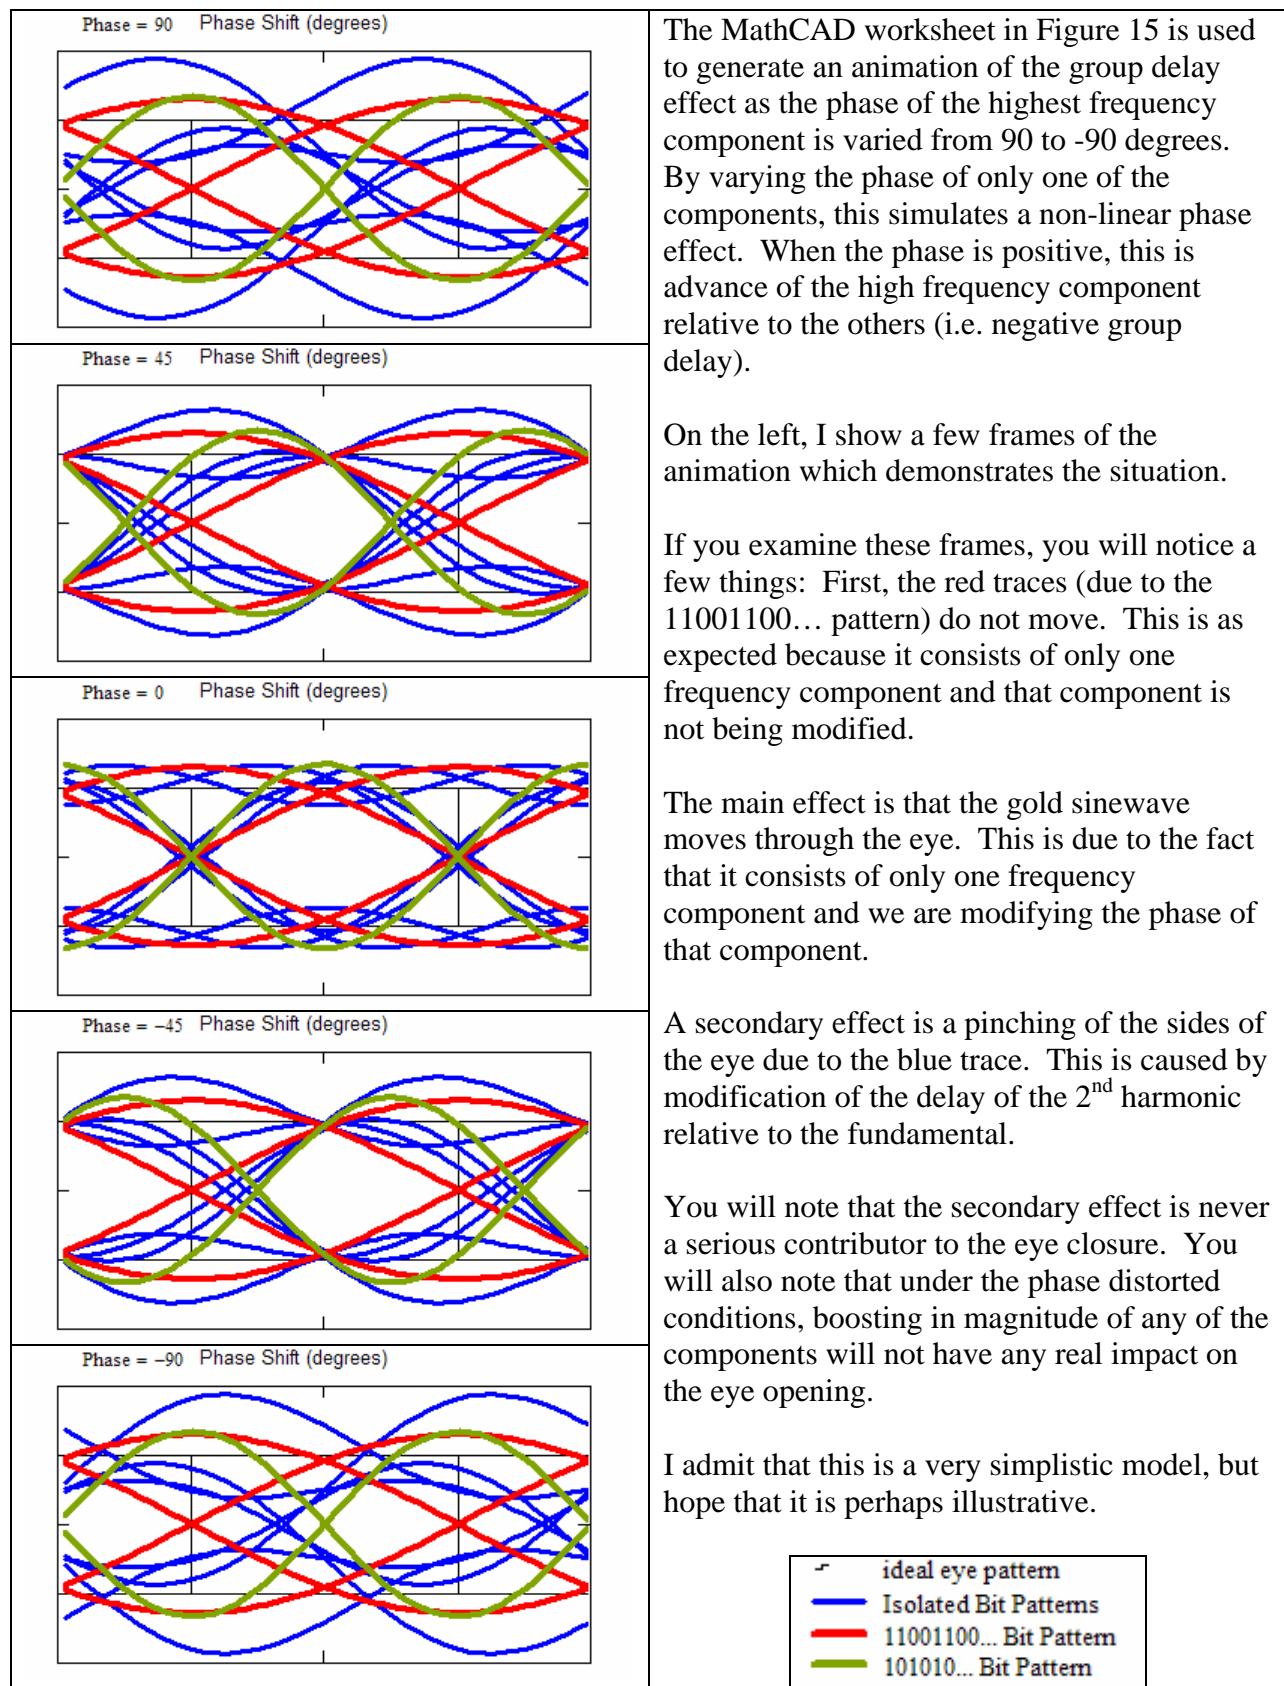 Phase = 90 Phase Shift (degrees)
Phase = 45 Phase Shift (degrees)
Phase = 0 Phase Shift (degrees)
Phase = −45 Phase Shift (degrees)
Phase = −90 Phase Shift (degrees)
The MathCAD worksheet in Figure 15 is used
to generate an animation of the group delay
effect as the phase of the highest frequency
component is varied from 90 to -90 degrees.
By varying the phase of only one of the
components, this simulates a non-linear phase
effect. When the phase is positive, this is
advance of the high frequency component
relative to the others (i.e. negative group
delay).
On the left, I show a few frames of the
animation which demonstrates the situation.
If you examine these frames, you will notice a
few things: First, the red traces (due to the
11001100… pattern) do not move. This is as
expected because it consists of only one
frequency component and that component is
not being modified.
The main effect is that the gold sinewave
moves through the eye. This is due to the fact
that it consists of only one frequency
component and we are modifying the phase of
that component.
A secondary effect is a pinching of the sides of
the eye due to the blue trace. This is caused by
modification of the delay of the 2nd harmonic
relative to the fundamental.
You will note that the secondary effect is never
a serious contributor to the eye closure. You
will also note that under the phase distorted
conditions, boosting in magnitude of any of the
components will not have any real impact on
the eye opening.
I admit that this is a very simplistic model, but
hope that it is perhaps illustrative.
ideal eye pattern
Isolated Bit Patterns
11001100... Bit Pattern
101010... Bit Pattern